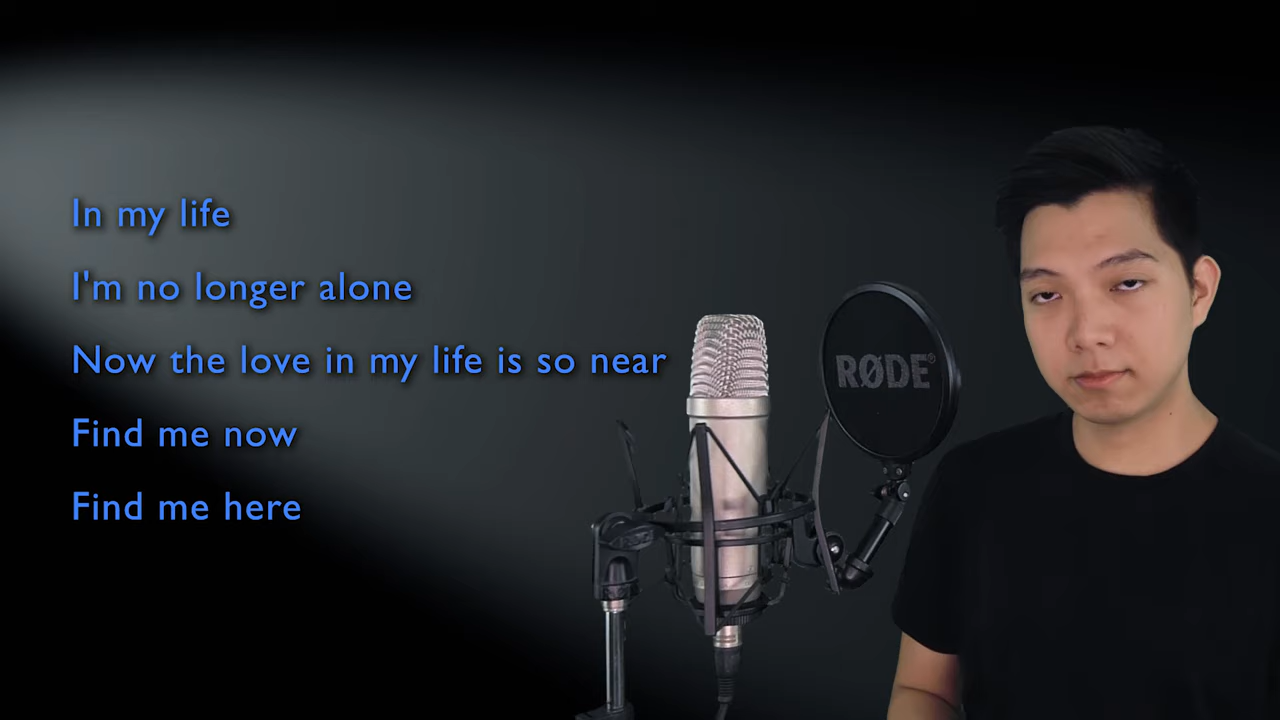 In my life
I'm no longer alone
Now the love in my life is so near
Find me now
Find me here
RØDE®